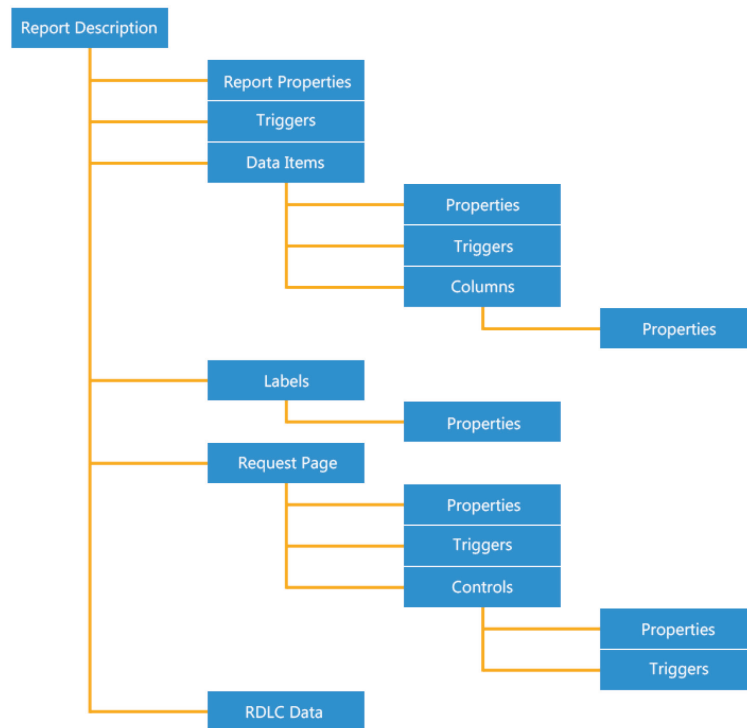 Report Description
Report Properties
Triggers
Data Items
Properties
Triggers
Columns
Properties
Labels
Properties
Request Page
Properties
Triggers
Controls
Properties
Triggers
RDLC Data